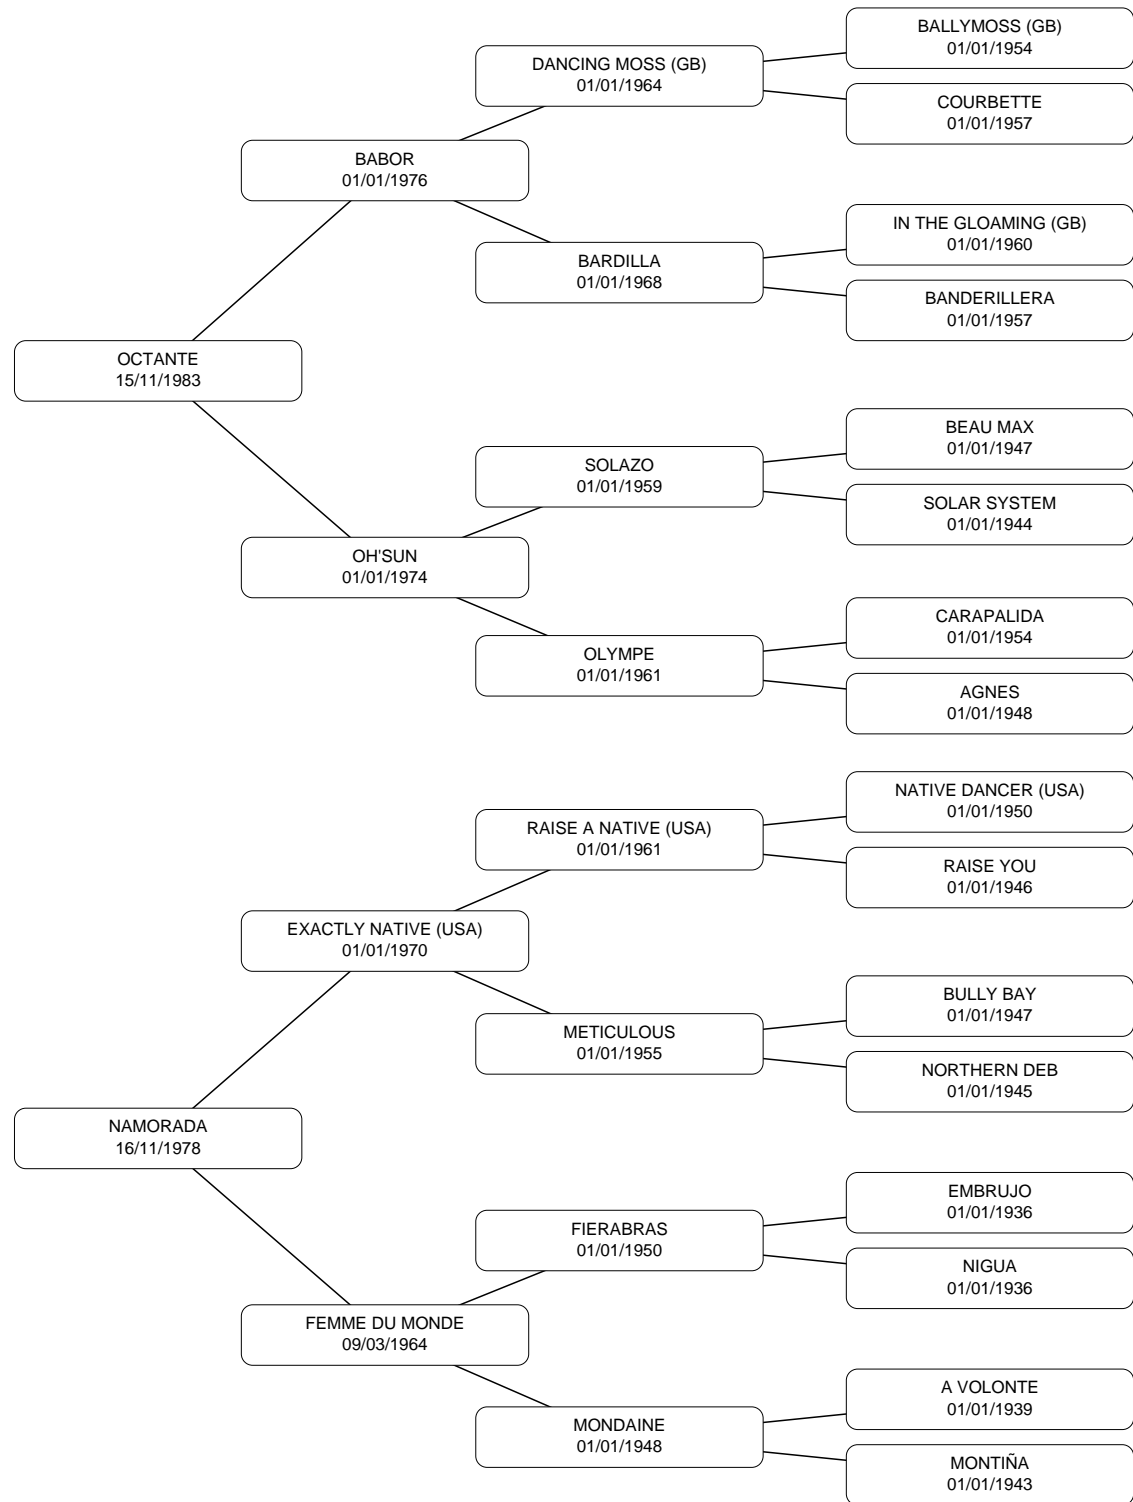 BALLYMOSS (GB)
01/01/1954
DANCING MOSS (GB)
01/01/1964
COURBETTE
01/01/1957
BABOR
01/01/1976
IN THE GLOAMING (GB)
01/01/1960
BARDILLA
01/01/1968
BANDERILLERA
01/01/1957
OCTANTE
15/11/1983
BEAU MAX
01/01/1947
SOLAZO
01/01/1959
SOLAR SYSTEM
01/01/1944
OH'SUN
01/01/1974
CARAPALIDA
01/01/1954
OLYMPE
01/01/1961
AGNES
01/01/1948
NATIVE DANCER (USA)
01/01/1950
RAISE A NATIVE (USA)
01/01/1961
RAISE YOU
01/01/1946
EXACTLY NATIVE (USA)
01/01/1970
BULLY BAY
01/01/1947
METICULOUS
01/01/1955
NORTHERN DEB
01/01/1945
NAMORADA
16/11/1978
EMBRUJO
01/01/1936
FIERABRAS
01/01/1950
NIGUA
01/01/1936
FEMME DU MONDE
09/03/1964
A VOLONTE
01/01/1939
MONDAINE
01/01/1948
MONTIÑA
01/01/1943